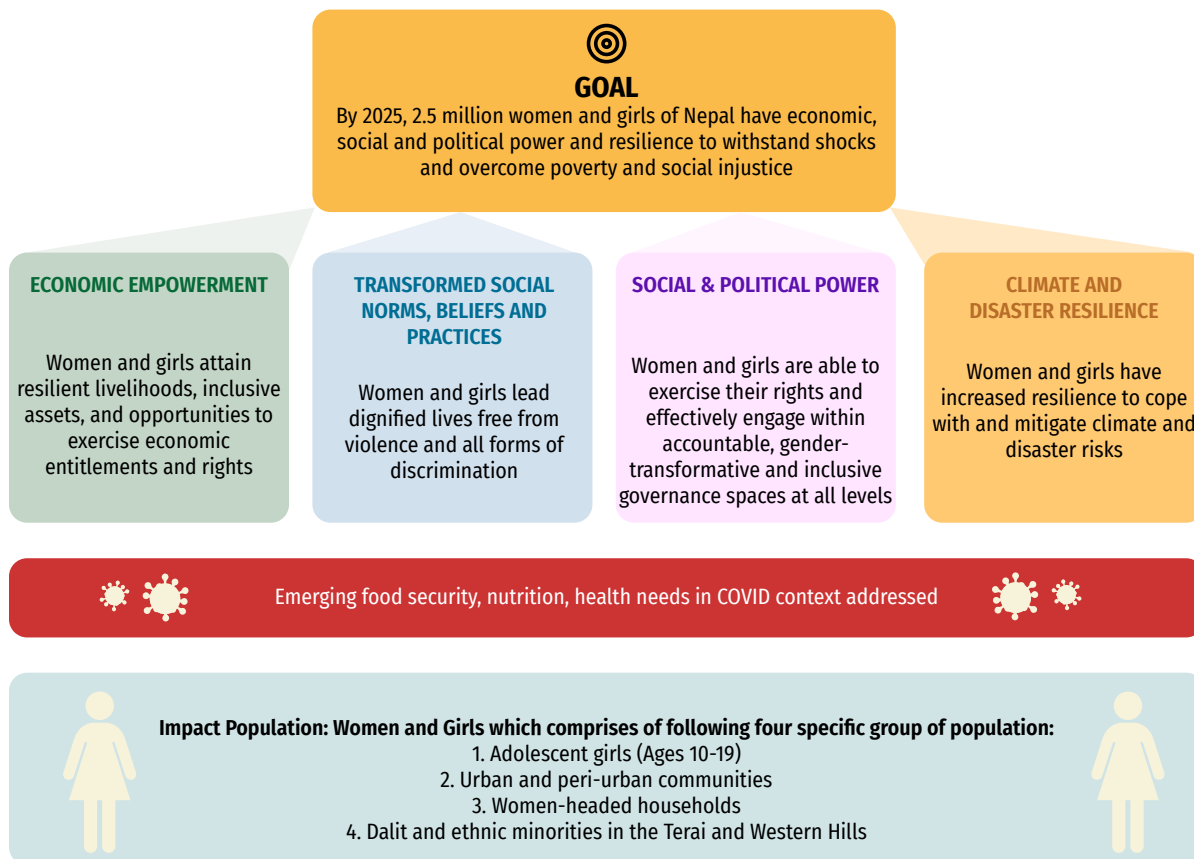 GOAL
By 2025, 2.5 million women and girls of Nepal have economic,
social and political power and resilience to withstand shocks
and overcome poverty and social injustice
ECONOMIC EMPOWERMENT
Women and girls attain
resilient livelihoods, inclusive
assets, and opportunities to
exercise economic
entitlements and rights
TRANSFORMED SOCIAL
NORMS, BELIEFS AND
PRACTICES
Women and girls lead
dignified lives free from
violence and all forms of
discrimination
SOCIAL & POLITICAL POWER
Women and girls are able to
exercise their rights and
effectively engage within
accountable, gender-
transformative and inclusive
governance spaces at all levels
CLIMATE AND
DISASTER RESILIENCE
Women and girls have
increased resilience to cope
with and mitigate climate and
disaster risks
Emerging food security, nutrition, health needs in COVID context addressed
Impact Population: Women and Girls which comprises of following four specific group of population:
1. Adolescent girls (Ages 10-19)
2. Urban and peri-urban communities
3. Women-headed households
4. Dalit and ethnic minorities in the Terai and Western Hills